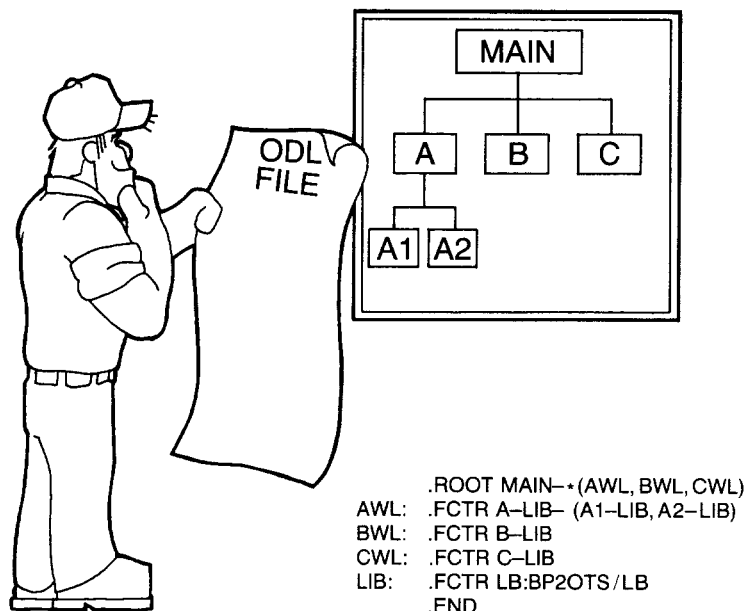 MAIN
A B C
A1 A2
ODL
FILE
.ROOT MAIN–*(AWL, BWL, CWL)
AWL: .FCTR A–LIB– (A1–LIB, A2–LIB)
BWL: .FCTR B–LIB
CWL: .FCTR C–LIB
LIB: .FCTR LB:BP2OTS/LB
.END